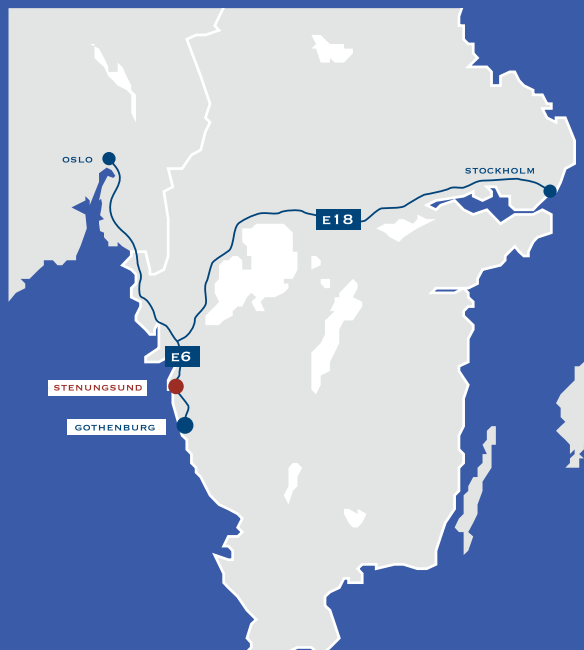 OSLO
STOCKHOLM
E18
E6
STENUNGSUND
GOTHENBURG